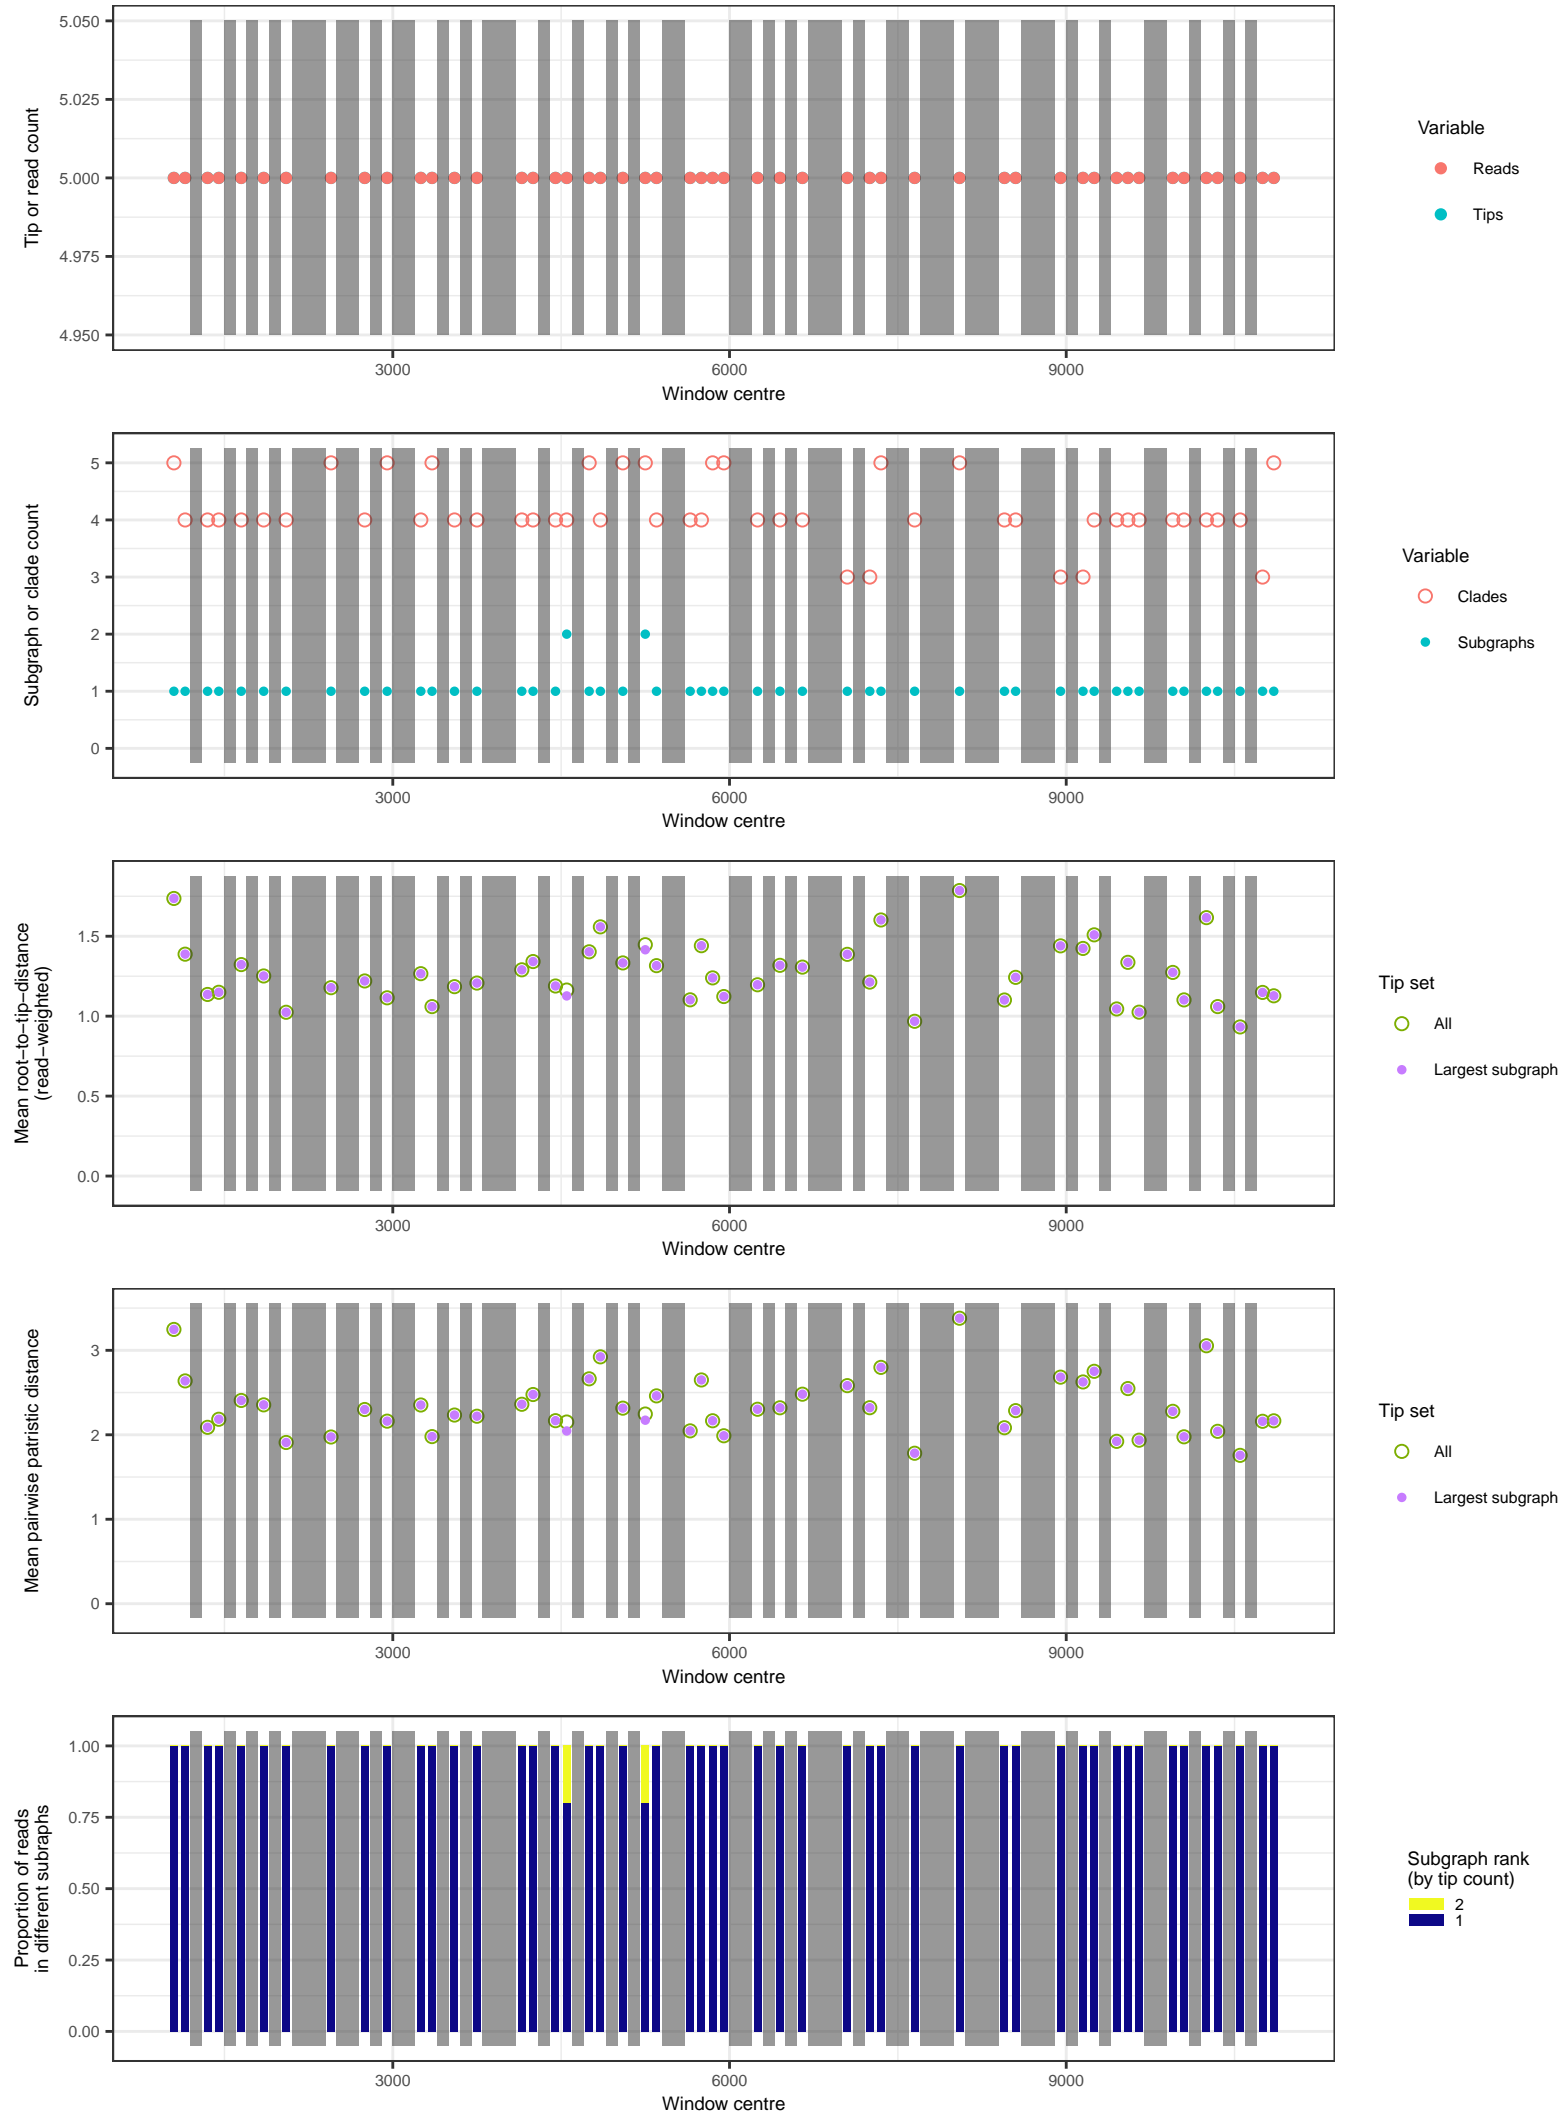 5.050
5.025
5.000
4.975
4.950
Tip or read count
3000
6000
9000
Window centre
Variable
Reads
Tips
5
4
3
2
1
0
Subgraph or clade count
3000
6000
9000
Window centre
Variable
Clades
Subgraphs
1.5
1.0
0.5
0.0
Mean root−to−tip−distance
(read−weighted)
3000
6000
9000
Window centre
Tip set
All
Largest subgraph
3
2
1
0
Mean pairwise patristic distance
3000
6000
9000
Window centre
Tip set
All
Largest subgraph
1.00
0.75
0.50
0.25
0.00
Proportion of reads
in different subraphs
3000
6000
9000
Window centre
Subgraph rank
(by tip count)
2
1